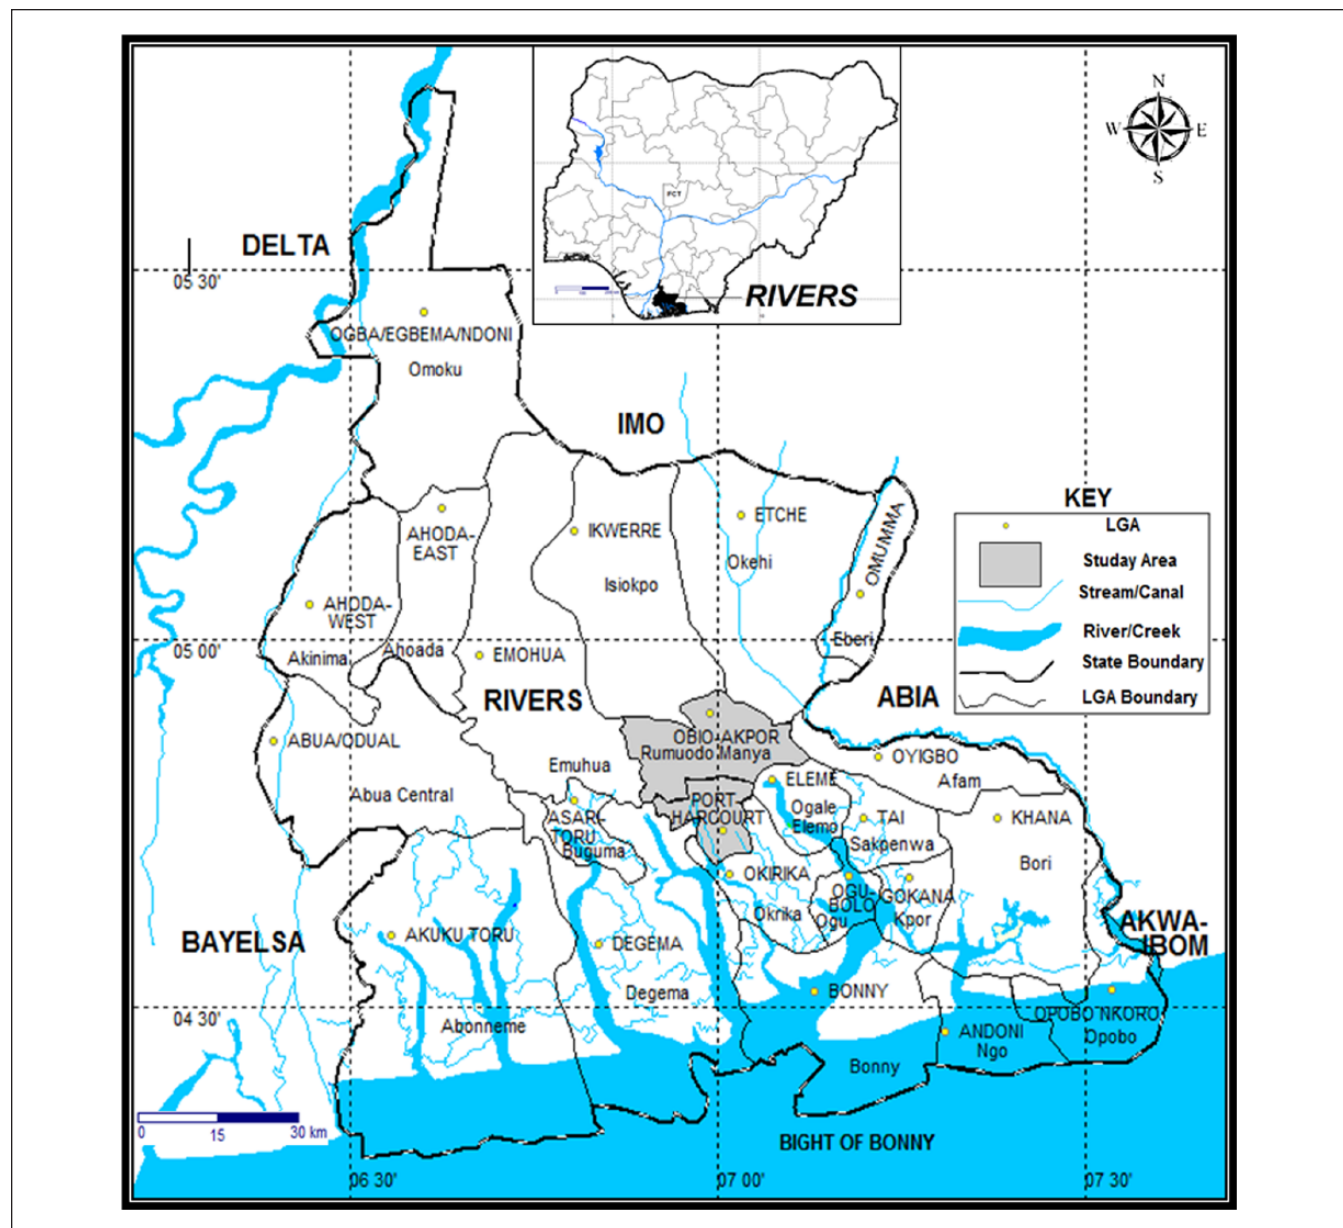 N
W E
S
FCT
RIVERS
DELTA
05 30'
OGBA/EGBEMA/NDONI
Omoku
IMO
KEY
LGA
Studay Area
Stream/Canal
River/Creek
State Boundary
LGA Boundary
AHODA-
EAST
IKWERRE
Isiokpo
ETCHE
Okehi
OMUMMA
Eberi
AHODA-
WEST
Akinima
Ahoada
05 00'
EMOHUA
RIVERS
ABIA
OBIO-AKPOR
Rumuodo Manya
ABUA/ODUAL
Abua Central
Emuhua
OYIGBO
Afam
ELEME
Ogale
Elemo
PORT-
HARCOURT
ASARI-
TORU
Buguma
TAI
Sakpenwa
KHANA
Bori
OKIRIKA
Okrika
OGU-
BOLO
Ogu
GOKANA
Kpor
BAYELSA
AKUKU TORU
DEGEMA
Degema
AKWA-
IBOM
BONNY
04 30'
Abonneme
Bonny
ANDONI
Ngo
OPOBO NKORO
Opobo
0 15 30 km
BIGHT OF BONNY
06 30'
07 00'
07 30'